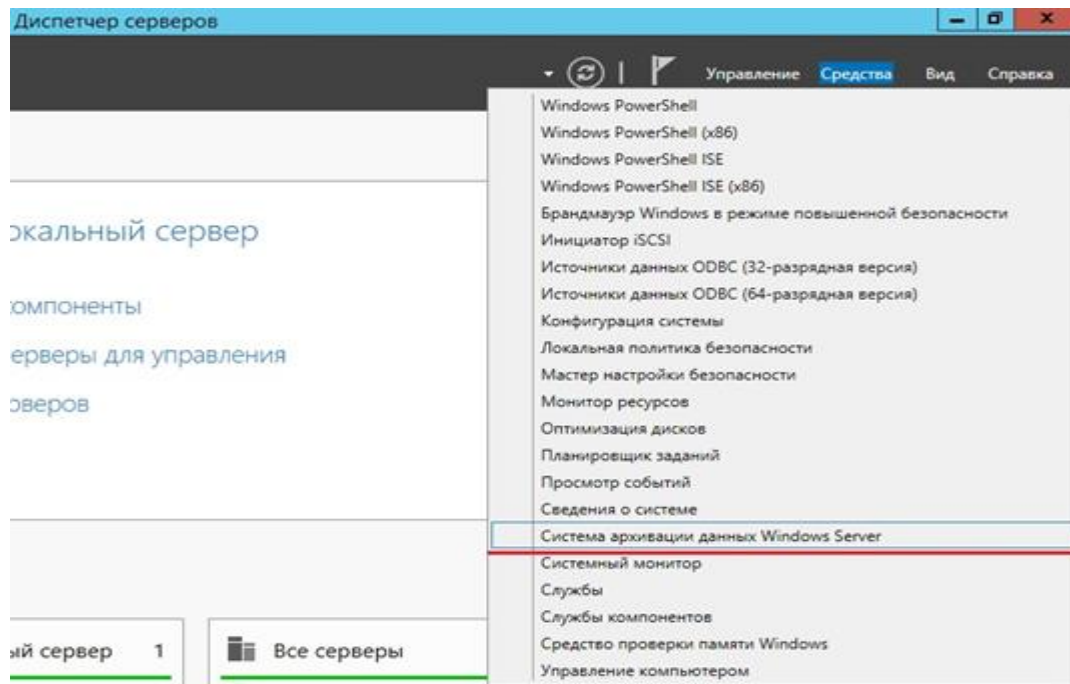 Диспетчер серверов
Управление Средства Вид Справка
Windows PowerShell
Windows PowerShell (x86)
Windows PowerShell ISE
Windows PowerShell ISE (x86)
Брандмауэр Windows в режиме повышенной безопасности
Инициатор iSCSI
Источники данных ODBC (32-разрядная версия)
Источники данных ODBC (64-разрядная версия)
Конфигурация системы
Локальная политика безопасности
Мастер настройки безопасности
Монитор ресурсов
Оптимизация дисков
Планировщик заданий
Просмотр событий
Сведения о системе
Система архивации данных Windows Server
Системный монитор
Службы
Службы компонентов
Средство проверки памяти Windows
Управление компьютером
окальный сервер
омпоненты
ерверы для управления
рверов
ый сервер 1
Все серверы